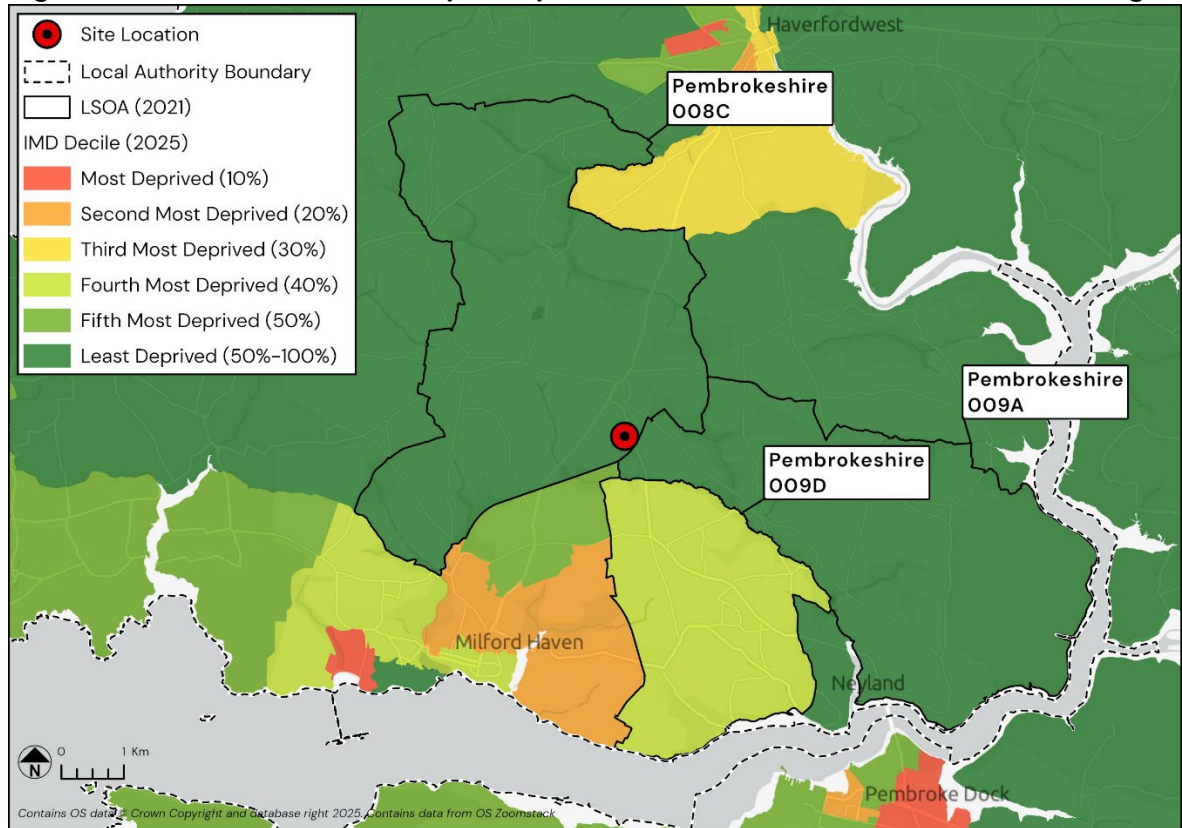 Site Location
Local Authority Boundary
LSOA (2021)
IMD Decile (2025)
Most Deprived (10%)
Second Most Deprived (20%)
Third Most Deprived (30%)
Fourth Most Deprived (40%)
Fifth Most Deprived (50%)
Least Deprived (50%-100%)
Haverfordwest
Pembrokeshire
008C
Pembrokeshire
009A
Pembrokeshire
009D
Milford Haven
Neyland
Pembroke Dock
0 1 Km
N
Contains OS data © Crown Copyright and database right 2025. Contains data from OS Zoomstack